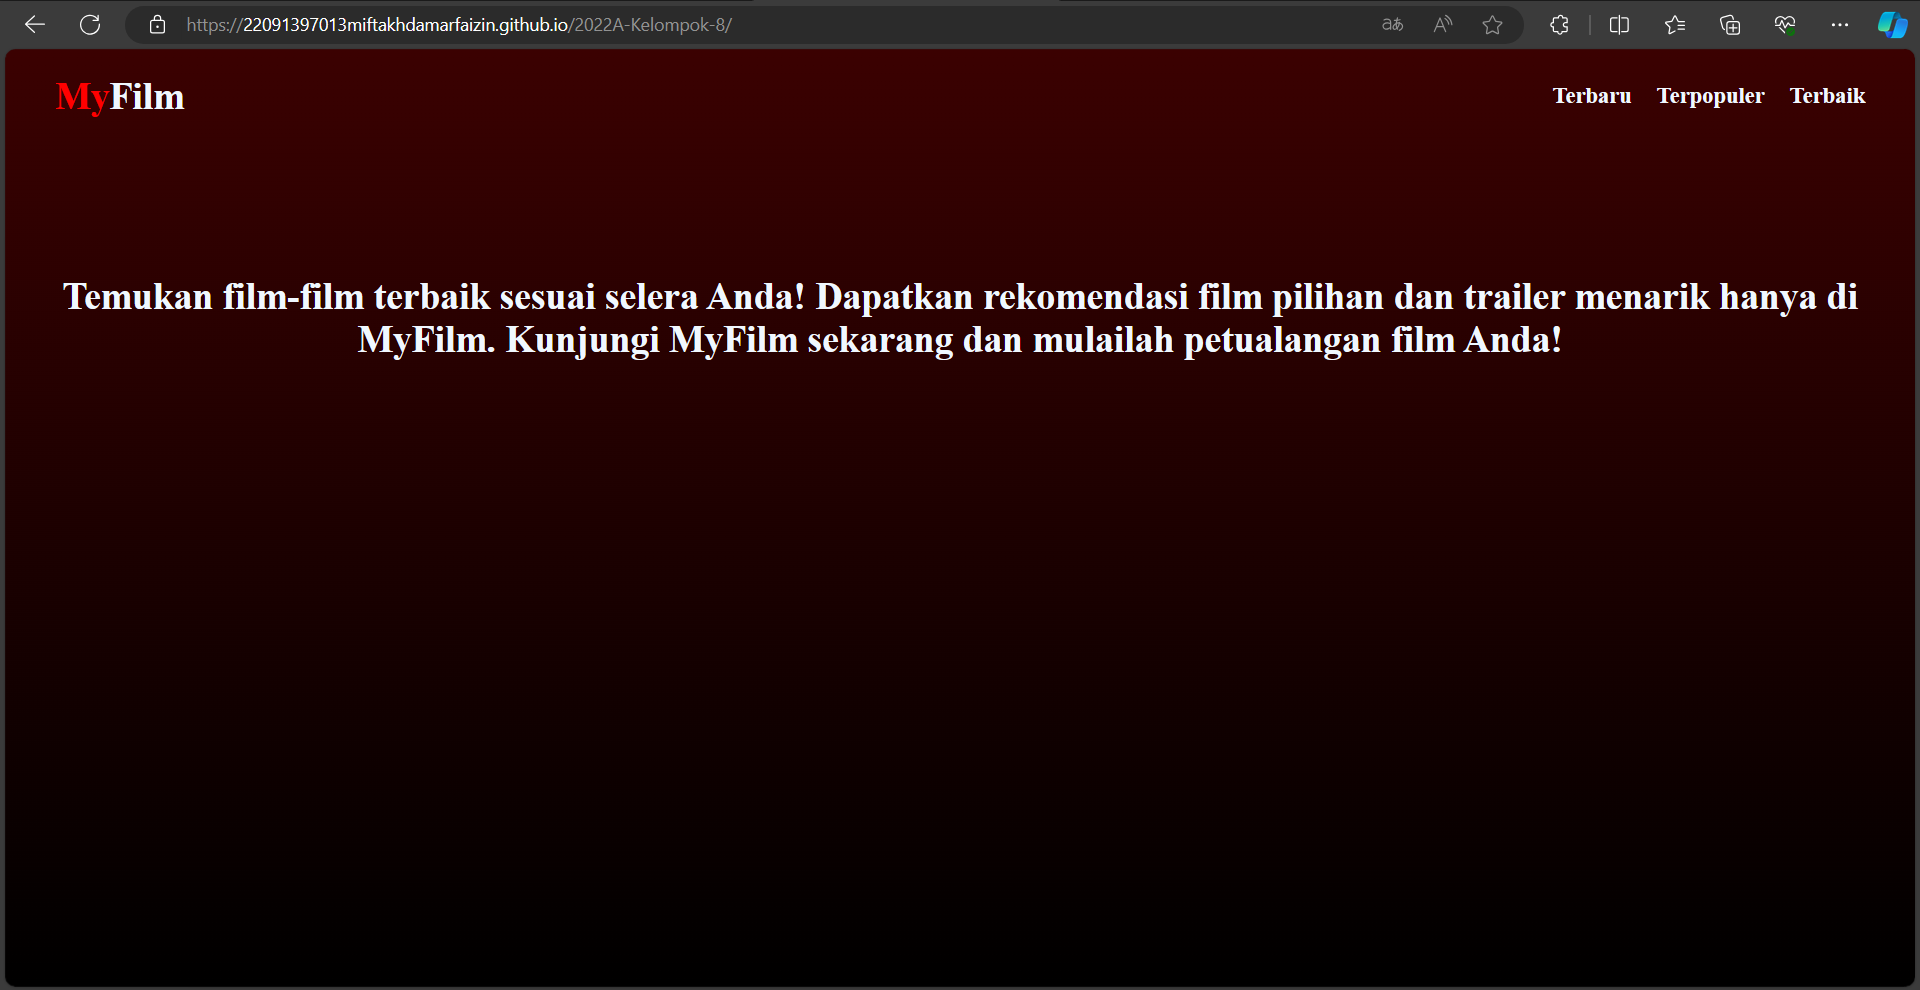 https://22091397013miftakhdamarfaizin.github.io/2022A-Kelompok-8/
MyFilm
Terbaru Terpopuler Terbaik
Temukan film-film terbaik sesuai selera Anda! Dapatkan rekomendasi film pilihan dan trailer menarik hanya di
MyFilm. Kunjungi MyFilm sekarang dan mulailah petualangan film Anda!